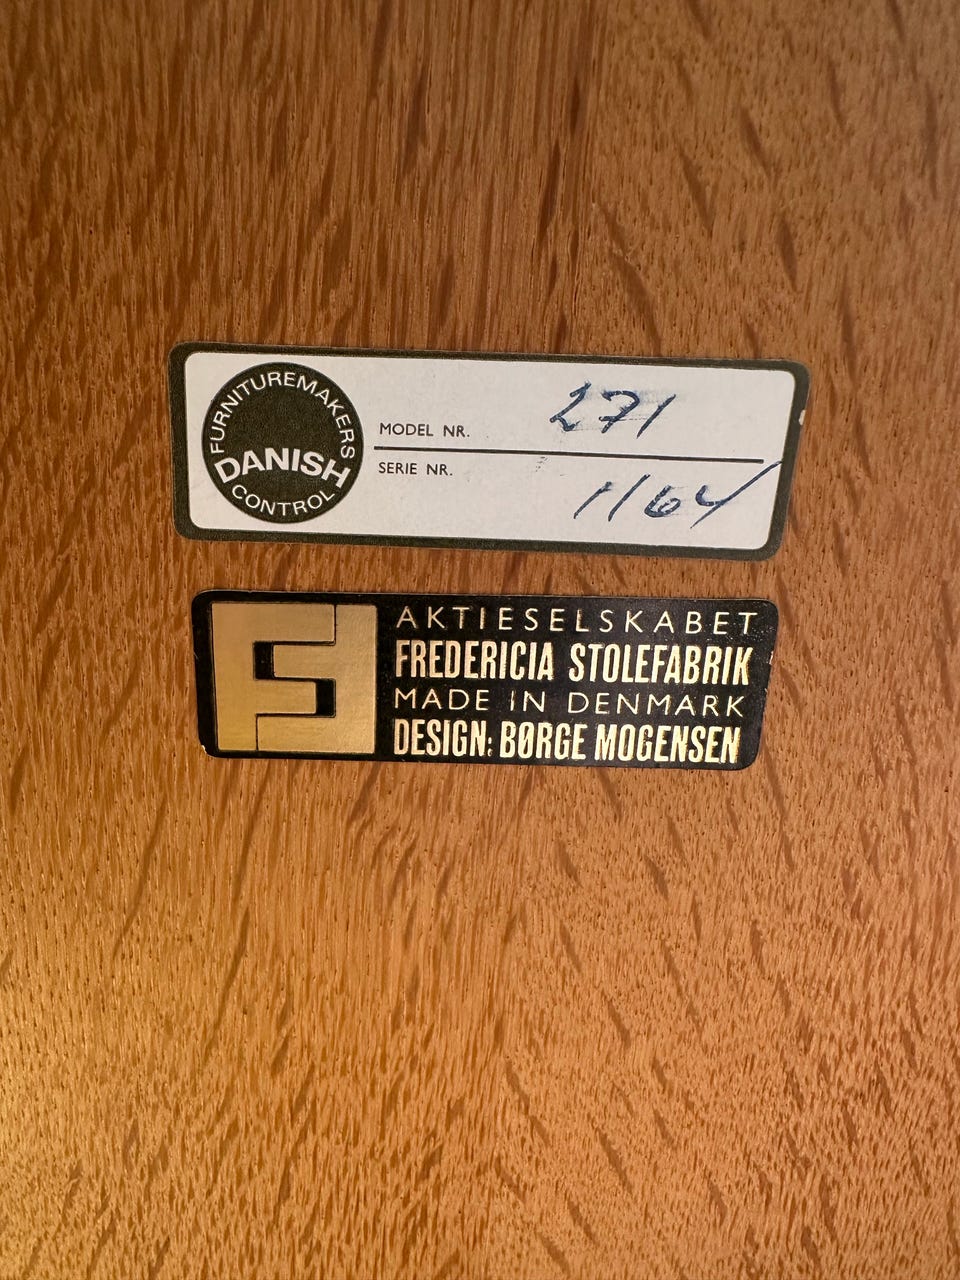 FURNITUREMAKERS
DANISH
CONTROL
MODEL NR. 271
SERIE NR. 1164
AKTIESELSKABET
FREDERICIA STOLEFABRIK
MADE IN DENMARK
DESIGN: BØRGE MOGENSEN